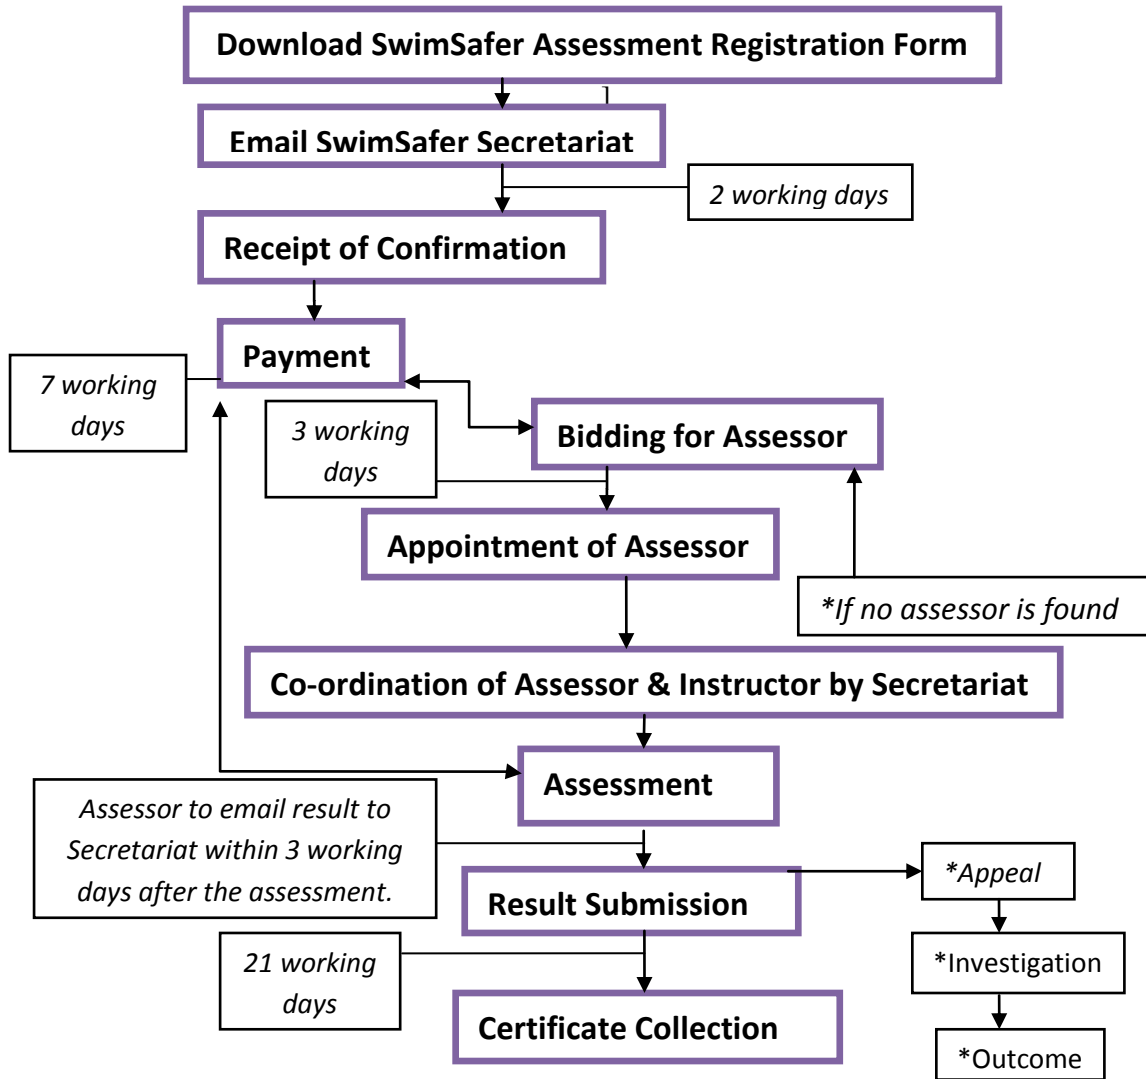 Download SwimSafer Assessment Registration Form
Email SwimSafer Secretariat
2 working days
Receipt of Confirmation
Payment
7 working
days
3 working
days
Bidding for Assessor
Appointment of Assessor
*If no assessor is found
Co-ordination of Assessor & Instructor by Secretariat
Assessment
Assessor to email result to
Secretariat within 3 working
days after the assessment.
*Appeal
Result Submission
*Investigation
21 working
days
Certificate Collection
*Outcome